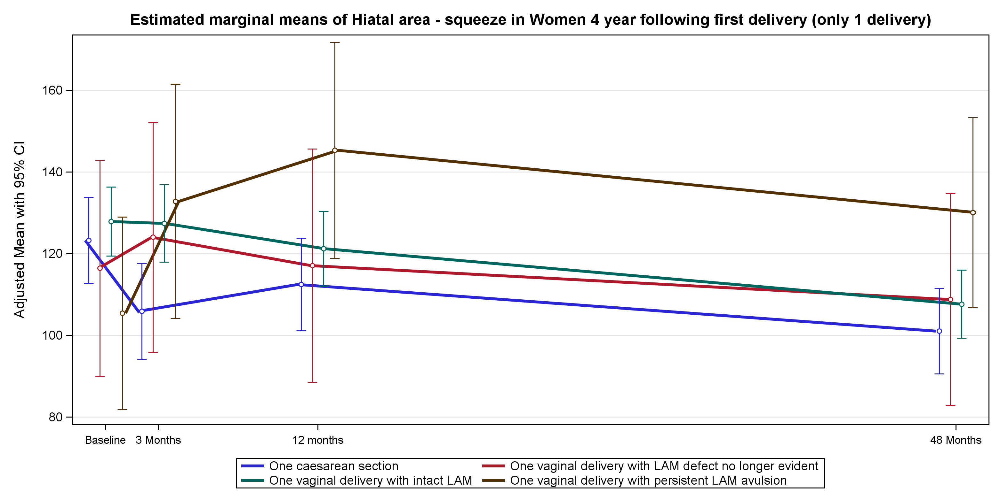 Estimated marginal means of Hiatal area - squeeze in Women 4 year following first delivery (only 1 delivery)
Adjusted Mean with 95% CI
160
140
120
100
80
Baseline
3 Months
12 months
48 Months
One caesarean section
One vaginal delivery with LAM defect no longer evident
One vaginal delivery with intact LAM
One vaginal delivery with persistent LAM avulsion